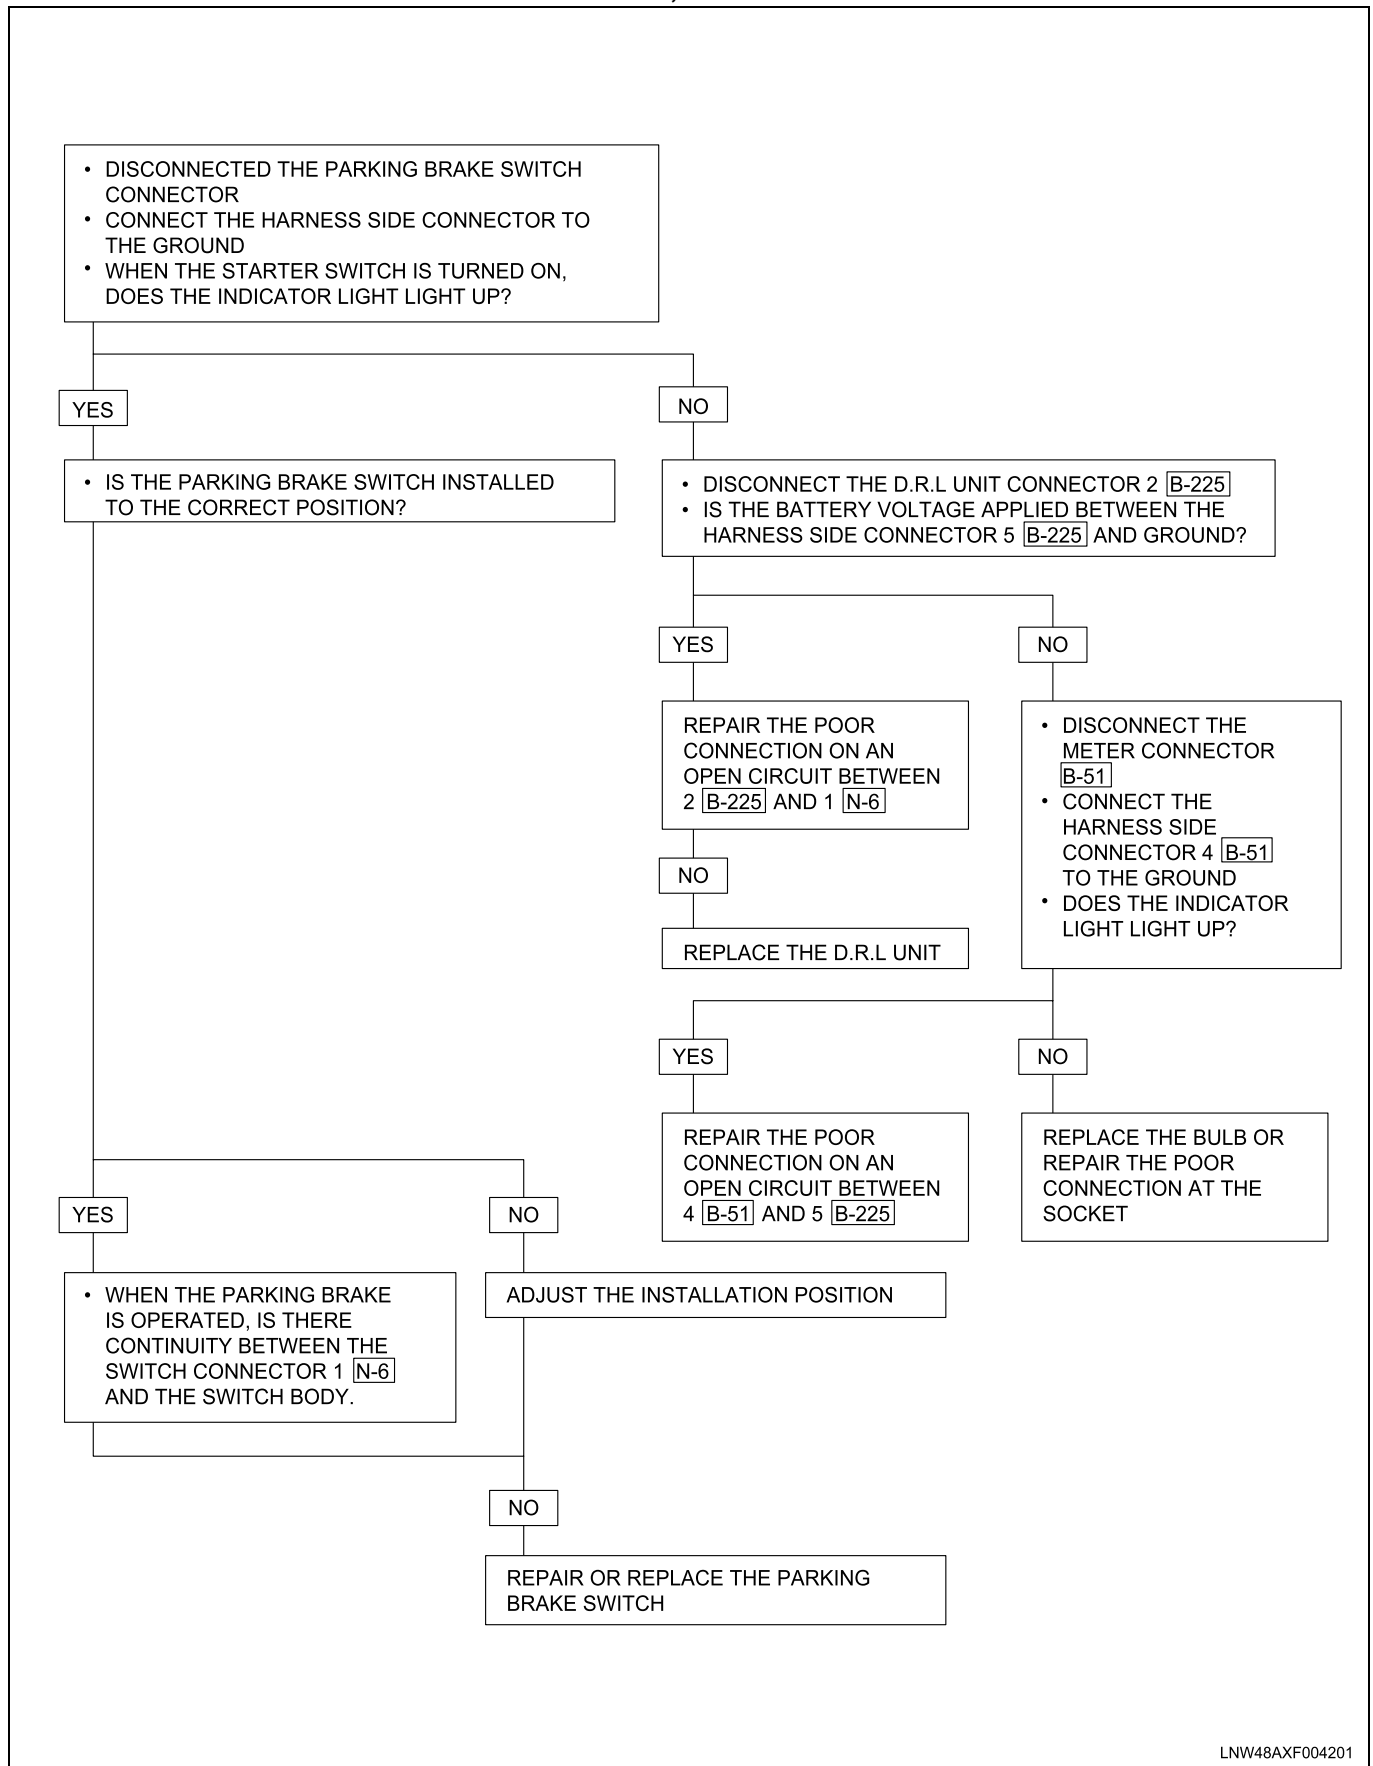 • DISCONNECTED THE PARKING BRAKE SWITCH
CONNECTOR
• CONNECT THE HARNESS SIDE CONNECTOR TO
THE GROUND
• WHEN THE STARTER SWITCH IS TURNED ON,
DOES THE INDICATOR LIGHT LIGHT UP?
YES
NO
• IS THE PARKING BRAKE SWITCH INSTALLED
TO THE CORRECT POSITION?
• DISCONNECT THE D.R.L UNIT CONNECTOR 2 B-225
• IS THE BATTERY VOLTAGE APPLIED BETWEEN THE
HARNESS SIDE CONNECTOR 5 B-225 AND GROUND?
YES
NO
REPAIR THE POOR
CONNECTION ON AN
OPEN CIRCUIT BETWEEN
2 B-225 AND 1 N-6
NO
REPLACE THE D.R.L UNIT
• DISCONNECT THE
METER CONNECTOR
B-51
• CONNECT THE
HARNESS SIDE
CONNECTOR 4 B-51
TO THE GROUND
• DOES THE INDICATOR
LIGHT LIGHT UP?
YES
NO
REPAIR THE POOR
CONNECTION ON AN
OPEN CIRCUIT BETWEEN
4 B-51 AND 5 B-225
REPLACE THE BULB OR
REPAIR THE POOR
CONNECTION AT THE
SOCKET
YES
NO
• WHEN THE PARKING BRAKE
IS OPERATED, IS THERE
CONTINUITY BETWEEN THE
SWITCH CONNECTOR 1 N-6
AND THE SWITCH BODY.
ADJUST THE INSTALLATION POSITION
NO
REPAIR OR REPLACE THE PARKING
BRAKE SWITCH
LNW48AXF004201